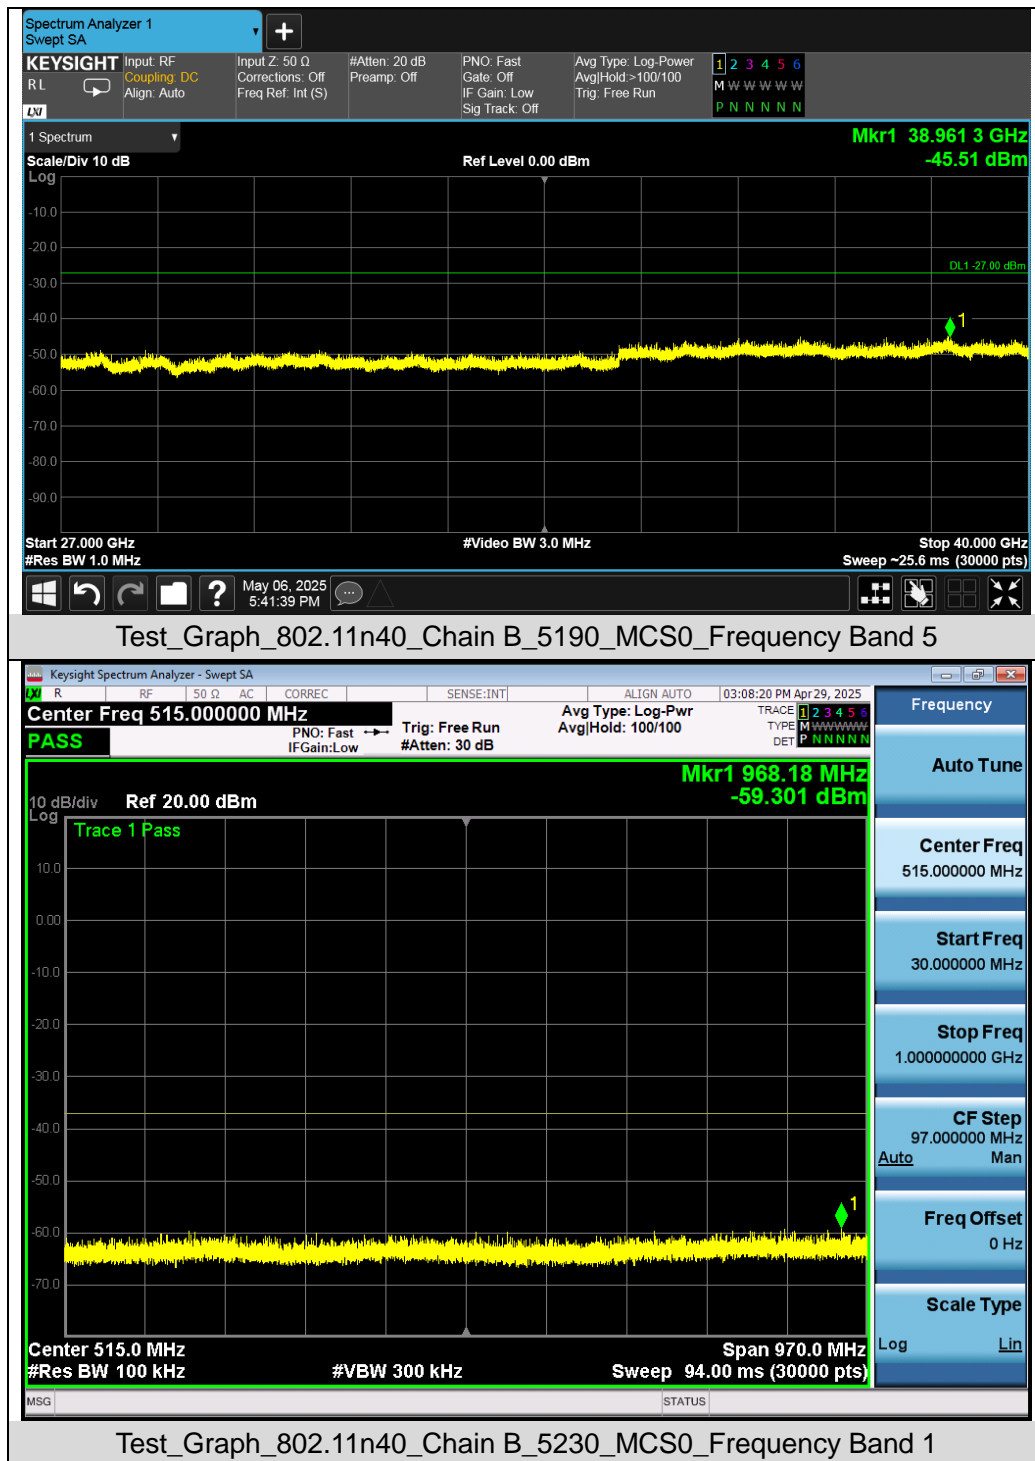 Spectrum Analyzer 1
Swept SA
KEYSIGHT
R L
LXI
Input: RF
Coupling: DC
Align: Auto
Input Z: 50 Ω
Corrections: Off
Freq Ref: Int (S)
#Atten: 20 dB
Preamp: Off
PNO: Fast
Gate: Off
IF Gain: Low
Sig Track: Off
Avg Type: Log-Power
Avg|Hold:>100/100
Trig: Free Run
1 2 3 4 5 6
M W W W W W
P N N N N N
1 Spectrum
Scale/Div 10 dB
Ref Level 0.00 dBm
Mkr1 38.961 3 GHz
-45.51 dBm
Log
-10.0
-20.0
DL1 -27.00 dBm
-30.0
-40.0
1
-50.0
-60.0
-70.0
-80.0
-90.0
Start 27.000 GHz
#Video BW 3.0 MHz
Stop 40.000 GHz
#Res BW 1.0 MHz
Sweep ~25.6 ms (30000 pts)
?
May 06, 2025
5:41:39 PM
Test_Graph_802.11n40_Chain B_5190_MCS0_Frequency Band 5
Keysight Spectrum Analyzer - Swept SA
LXI R RF 50 Ω AC CORREC SENSE:INT ALIGN AUTO 03:08:20 PM Apr 29, 2025
Center Freq 515.000000 MHz
PASS
PNO: Fast
IFGain:Low
Trig: Free Run
#Atten: 30 dB
Avg Type: Log-Pwr
Avg|Hold: 100/100
TRACE 1 2 3 4 5 6
TYPE M WWWWW
DET P N N N N N
Mkr1 968.18 MHz
-59.301 dBm
10 dB/div Ref 20.00 dBm
Log
Trace 1 Pass
10.0
0.00
-10.0
-20.0
-30.0
-40.0
-50.0
1
-60.0
-70.0
Center 515.0 MHz
Span 970.0 MHz
#Res BW 100 kHz
#VBW 300 kHz
Sweep 94.00 ms (30000 pts)
MSG
STATUS
Frequency
Auto Tune
Center Freq
515.000000 MHz
Start Freq
30.000000 MHz
Stop Freq
1.000000000 GHz
CF Step
97.000000 MHz
Auto Man
Freq Offset
0 Hz
Scale Type
Log Lin
Test_Graph_802.11n40_Chain B_5230_MCS0_Frequency Band 1